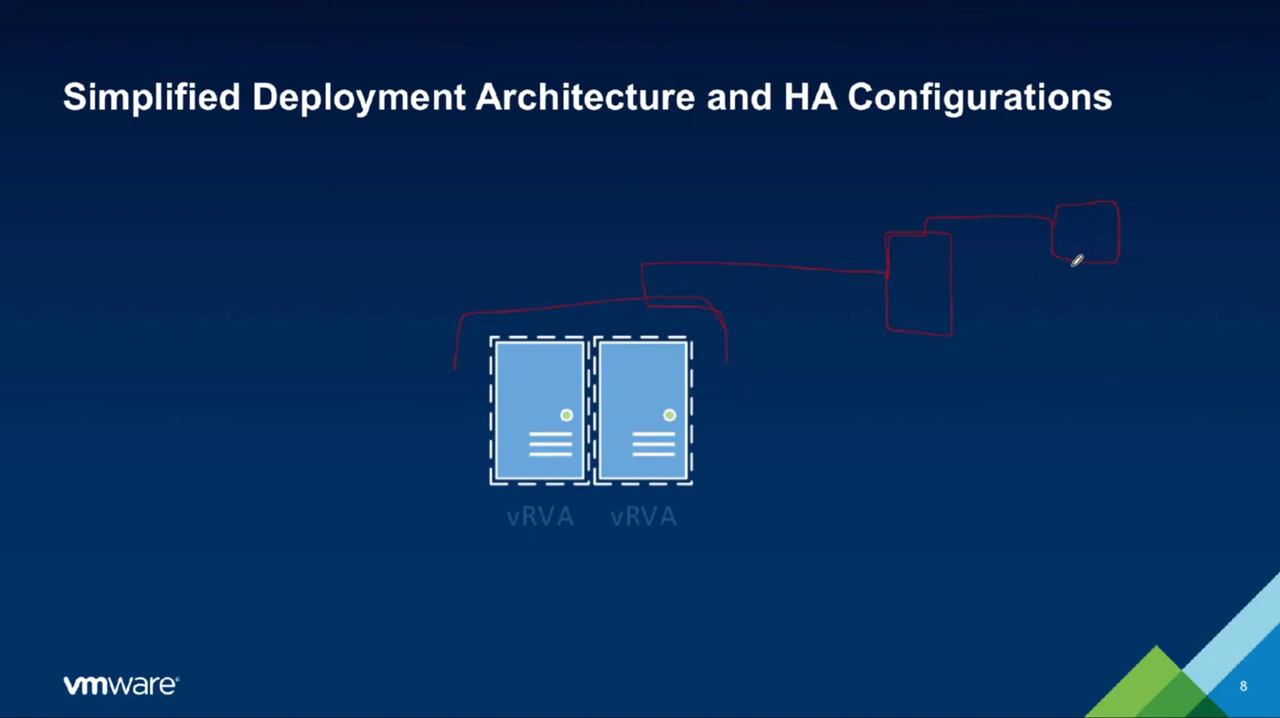 Simplified Deployment Architecture and HA Configurations
vRVA vRVA
vmware
8